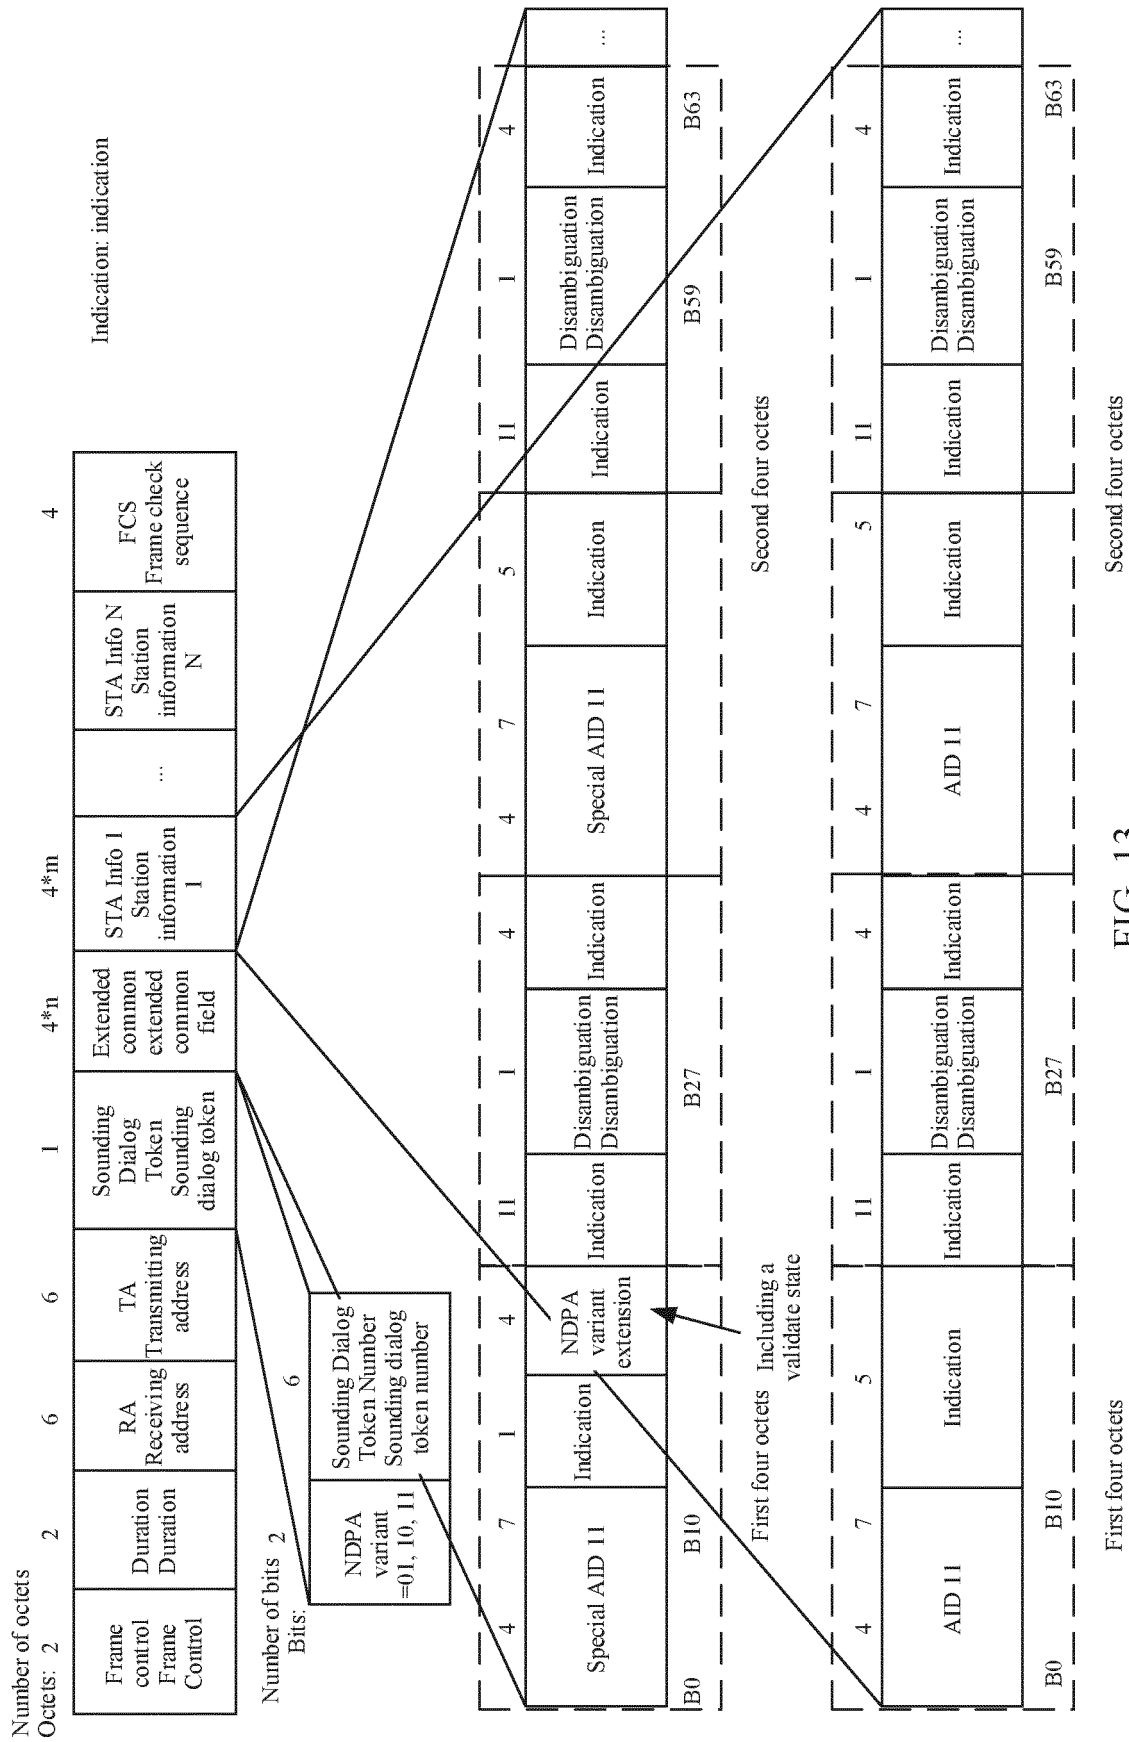 Number of octets
Octets: 2 2 6 6 1 4*n 4*m 4
Frame
control
Frame
Control
Duration
Duration
RA
Receiving
address
TA
Transmitting
address
Sounding
Dialog
Token
Sounding
dialog token
Extended
common
extended
common
field
STA Info 1
Station
information
1
...
STA Info N
Station
information
N
FCS
Frame check
sequence
Indication: indication
Number of bits
Bits:
2 6
NDPA
variant
=01, 10, 11
Sounding Dialog
Token Number
Sounding dialog
token number
4 7 1 4 11 1 4 4 7 5 11 1 4
Special AID 11
Indication
NDPA
variant
extension
Indication
Disambiguation
Disambiguation
Indication
Special AID 11
Indication
Indication
Disambiguation
Disambiguation
Indication
...
B0 B10 B27 B59 B63
First four octets
Including a
validate state
Second four octets
4 7 5 11 1 4 4 7 5 11 1 4
AID 11
Indication
Indication
Disambiguation
Disambiguation
Indication
AID 11
Indication
Indication
Disambiguation
Disambiguation
Indication
...
B0 B10 B27 B59 B63
First four octets
Second four octets
FIG. 13